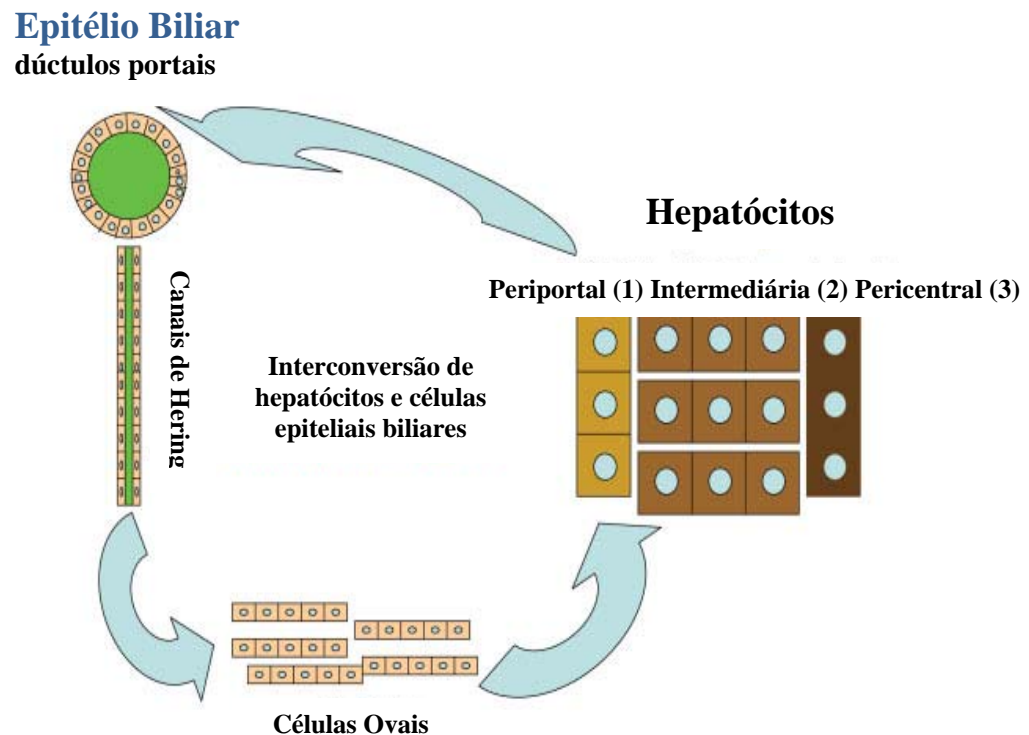 Epitélio Biliar
dúctulos portais
Hepatócitos
Periportal (1) Intermediária (2) Pericentral (3)
Canais de Hering
Interconversão de
hepatócitos e células
epiteliais biliares
Células Ovais